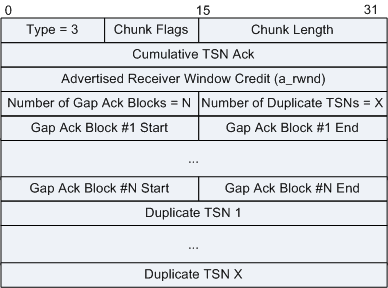 0 15 31
Type = 3 Chunk Flags Chunk Length
Cumulative TSN Ack
Advertised Receiver Window Credit (a_rwnd)
Number of Gap Ack Blocks = N Number of Duplicate TSNs = X
Gap Ack Block #1 Start Gap Ack Block #1 End
...
Gap Ack Block #N Start Gap Ack Block #N End
Duplicate TSN 1
...
Duplicate TSN X